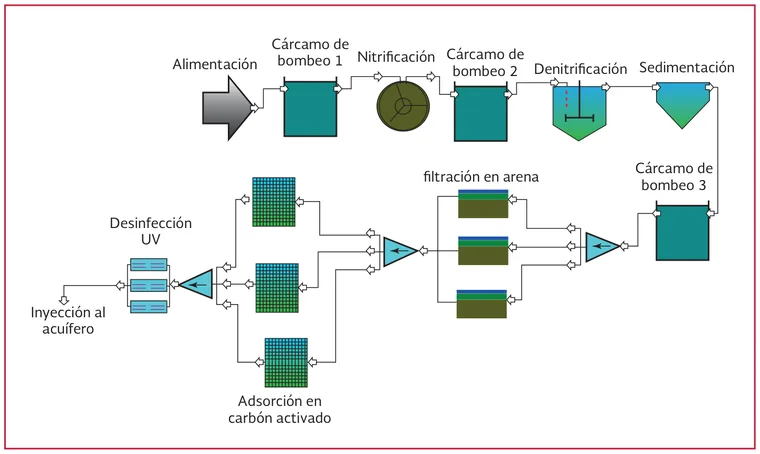 Alimentación
Cárcamo de
bombeo 1
Nitrificación
Cárcamo de
bombeo 2
Denitrificación
Sedimentación
Cárcamo de
bombeo 3
filtración en arena
Desinfección
UV
Inyección al
acuífero
Adsorción en
carbón activado